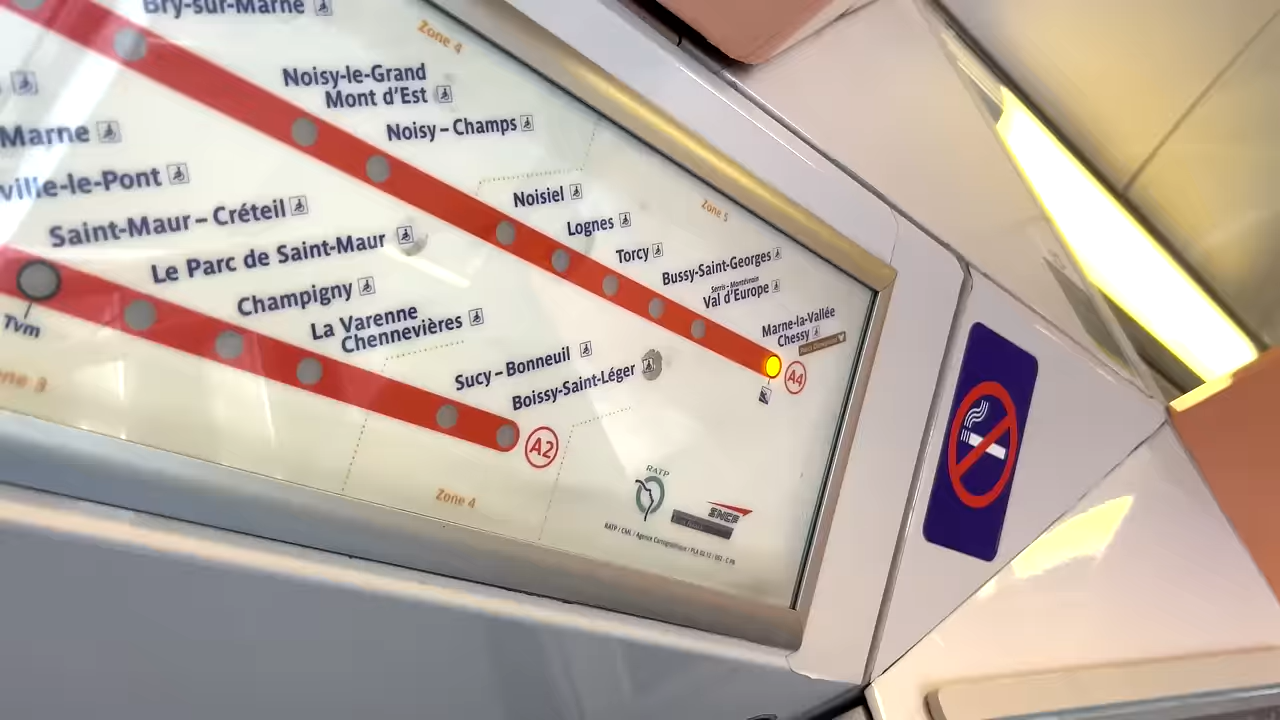 Bry-sur-Marne
Zone 4
Noisy-le-Grand
Mont d'Est
Noisy – Champs
Marne
ville-le-Pont
Saint-Maur – Créteil
Le Parc de Saint-Maur
Champigny
La Varenne
Chennevières
Sucy – Bonneuil
Boissy-Saint-Léger
Noisiel
Lognes
Torcy
Zone 5
Bussy-Saint-Georges
Serris – Montévrain
Val d'Europe
Marne-la-Vallée
Chessy
A4
Tvm
A2
Zone 4
RATP
SNCF